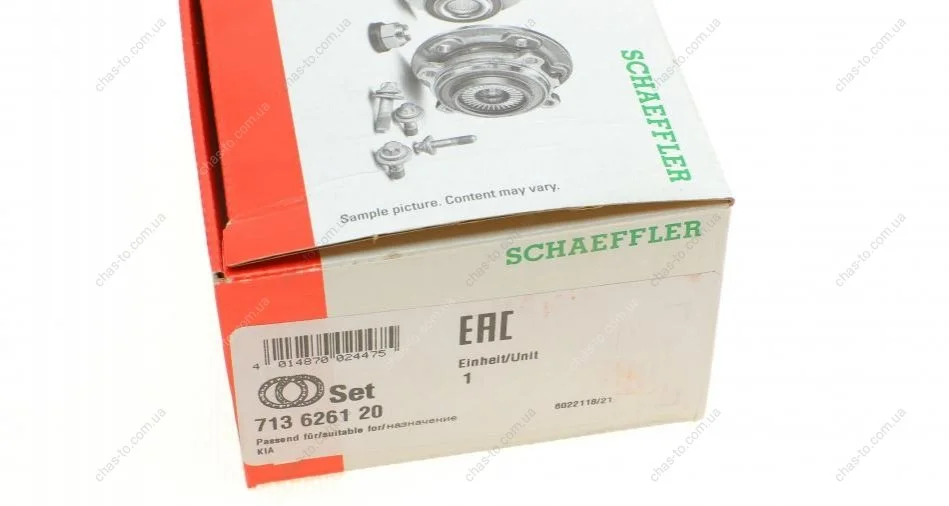 SCHAEFFLER
Sample picture. Content may vary.
SCHAEFFLER
4 014870 024475
EAC
Einheit/Unit
1
Set
713 6261 20
6022118/21
Passend für/suitable for/назначение
KIA
chas-to.com.ua